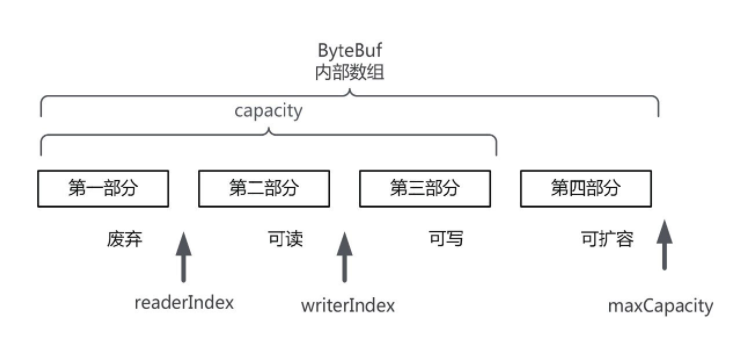 ByteBuf
内部数组
capacity
第一部分
第二部分
第三部分
第四部分
废弃
可读
可写
可扩容
readerIndex
writerIndex
maxCapacity